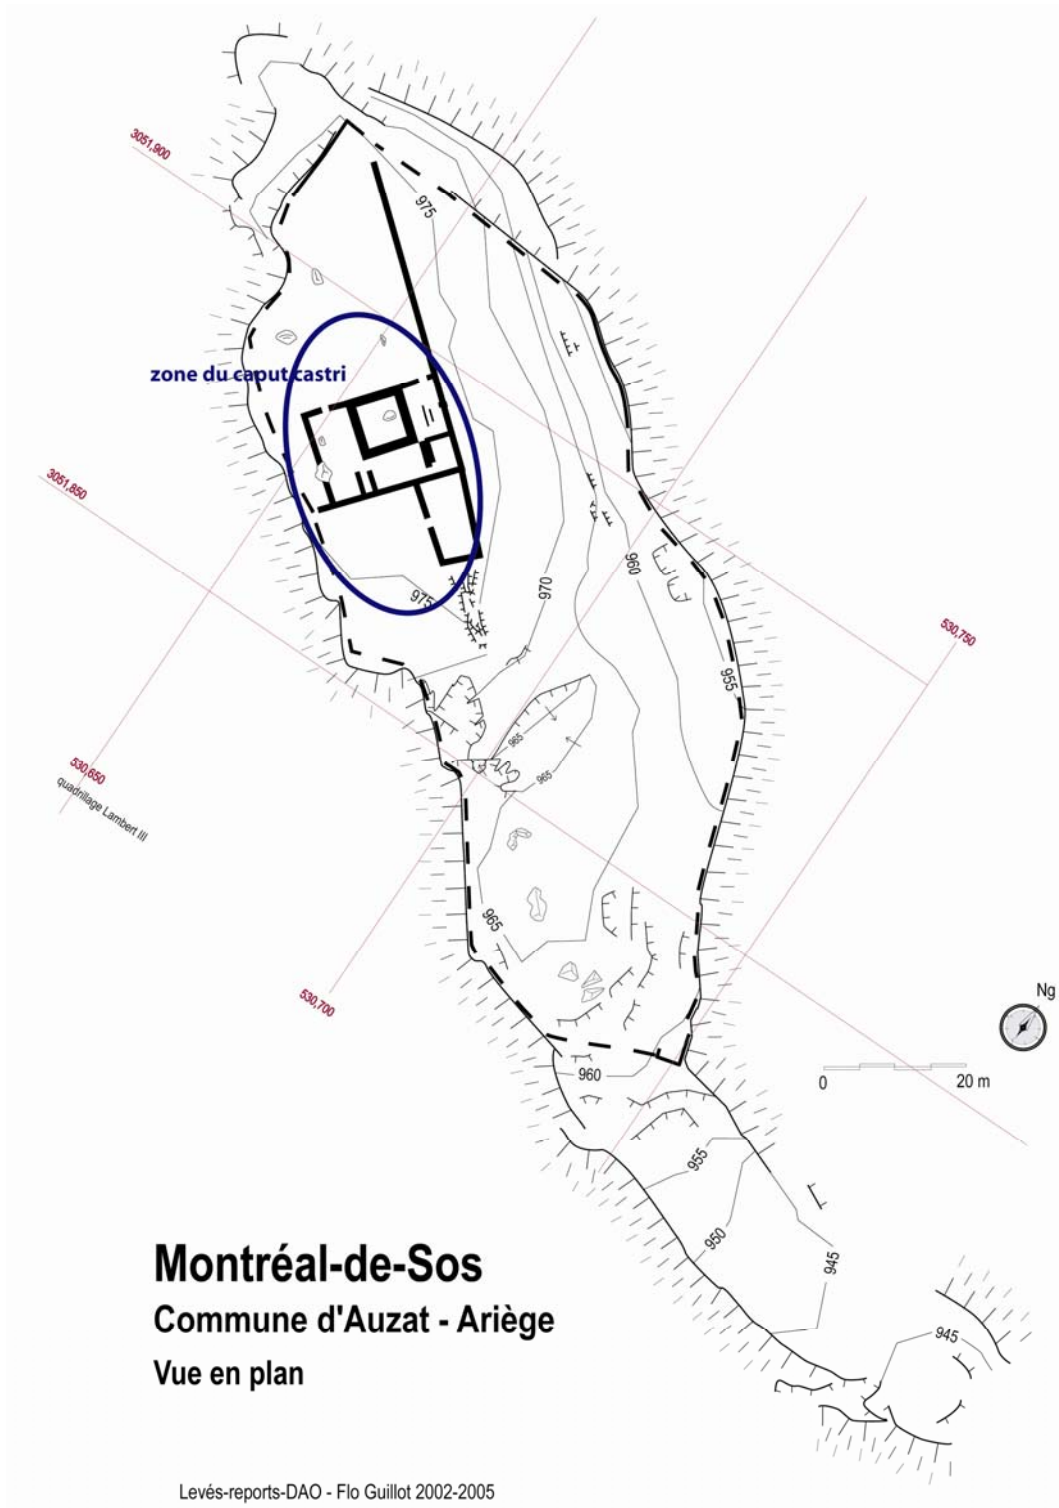 3051,900
975
zone du caput castri
3051,850
960
975
970
530,750
955
965
530,650
965
quadrillage Lambert III
965
Ng
530,700
960
0 20 m
955
950
945
Montréal-de-Sos
Commune d'Auzat - Ariège
945
Vue en plan
Levés-reports-DAO - Flo Guillot 2002-2005